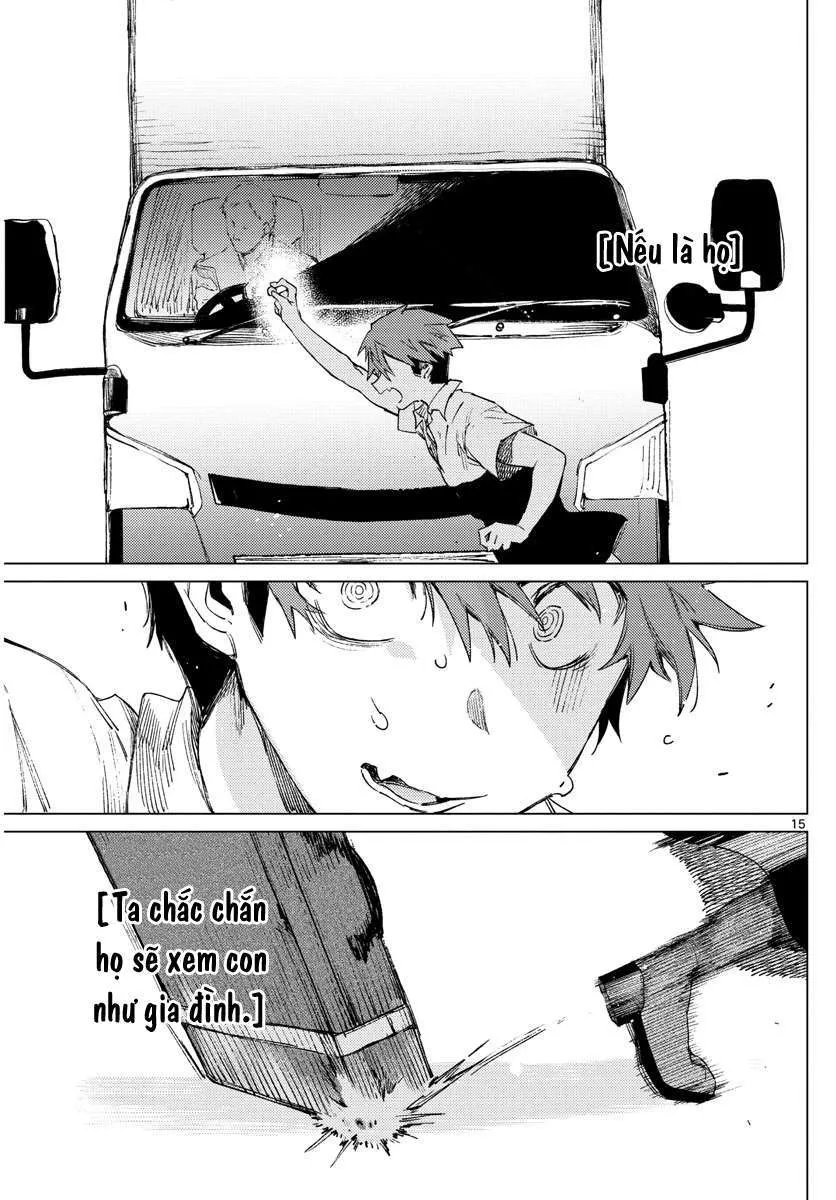 [Nếu là họ]
15
[Ta chắc chắn
họ sẽ xem con
như gia đình.]